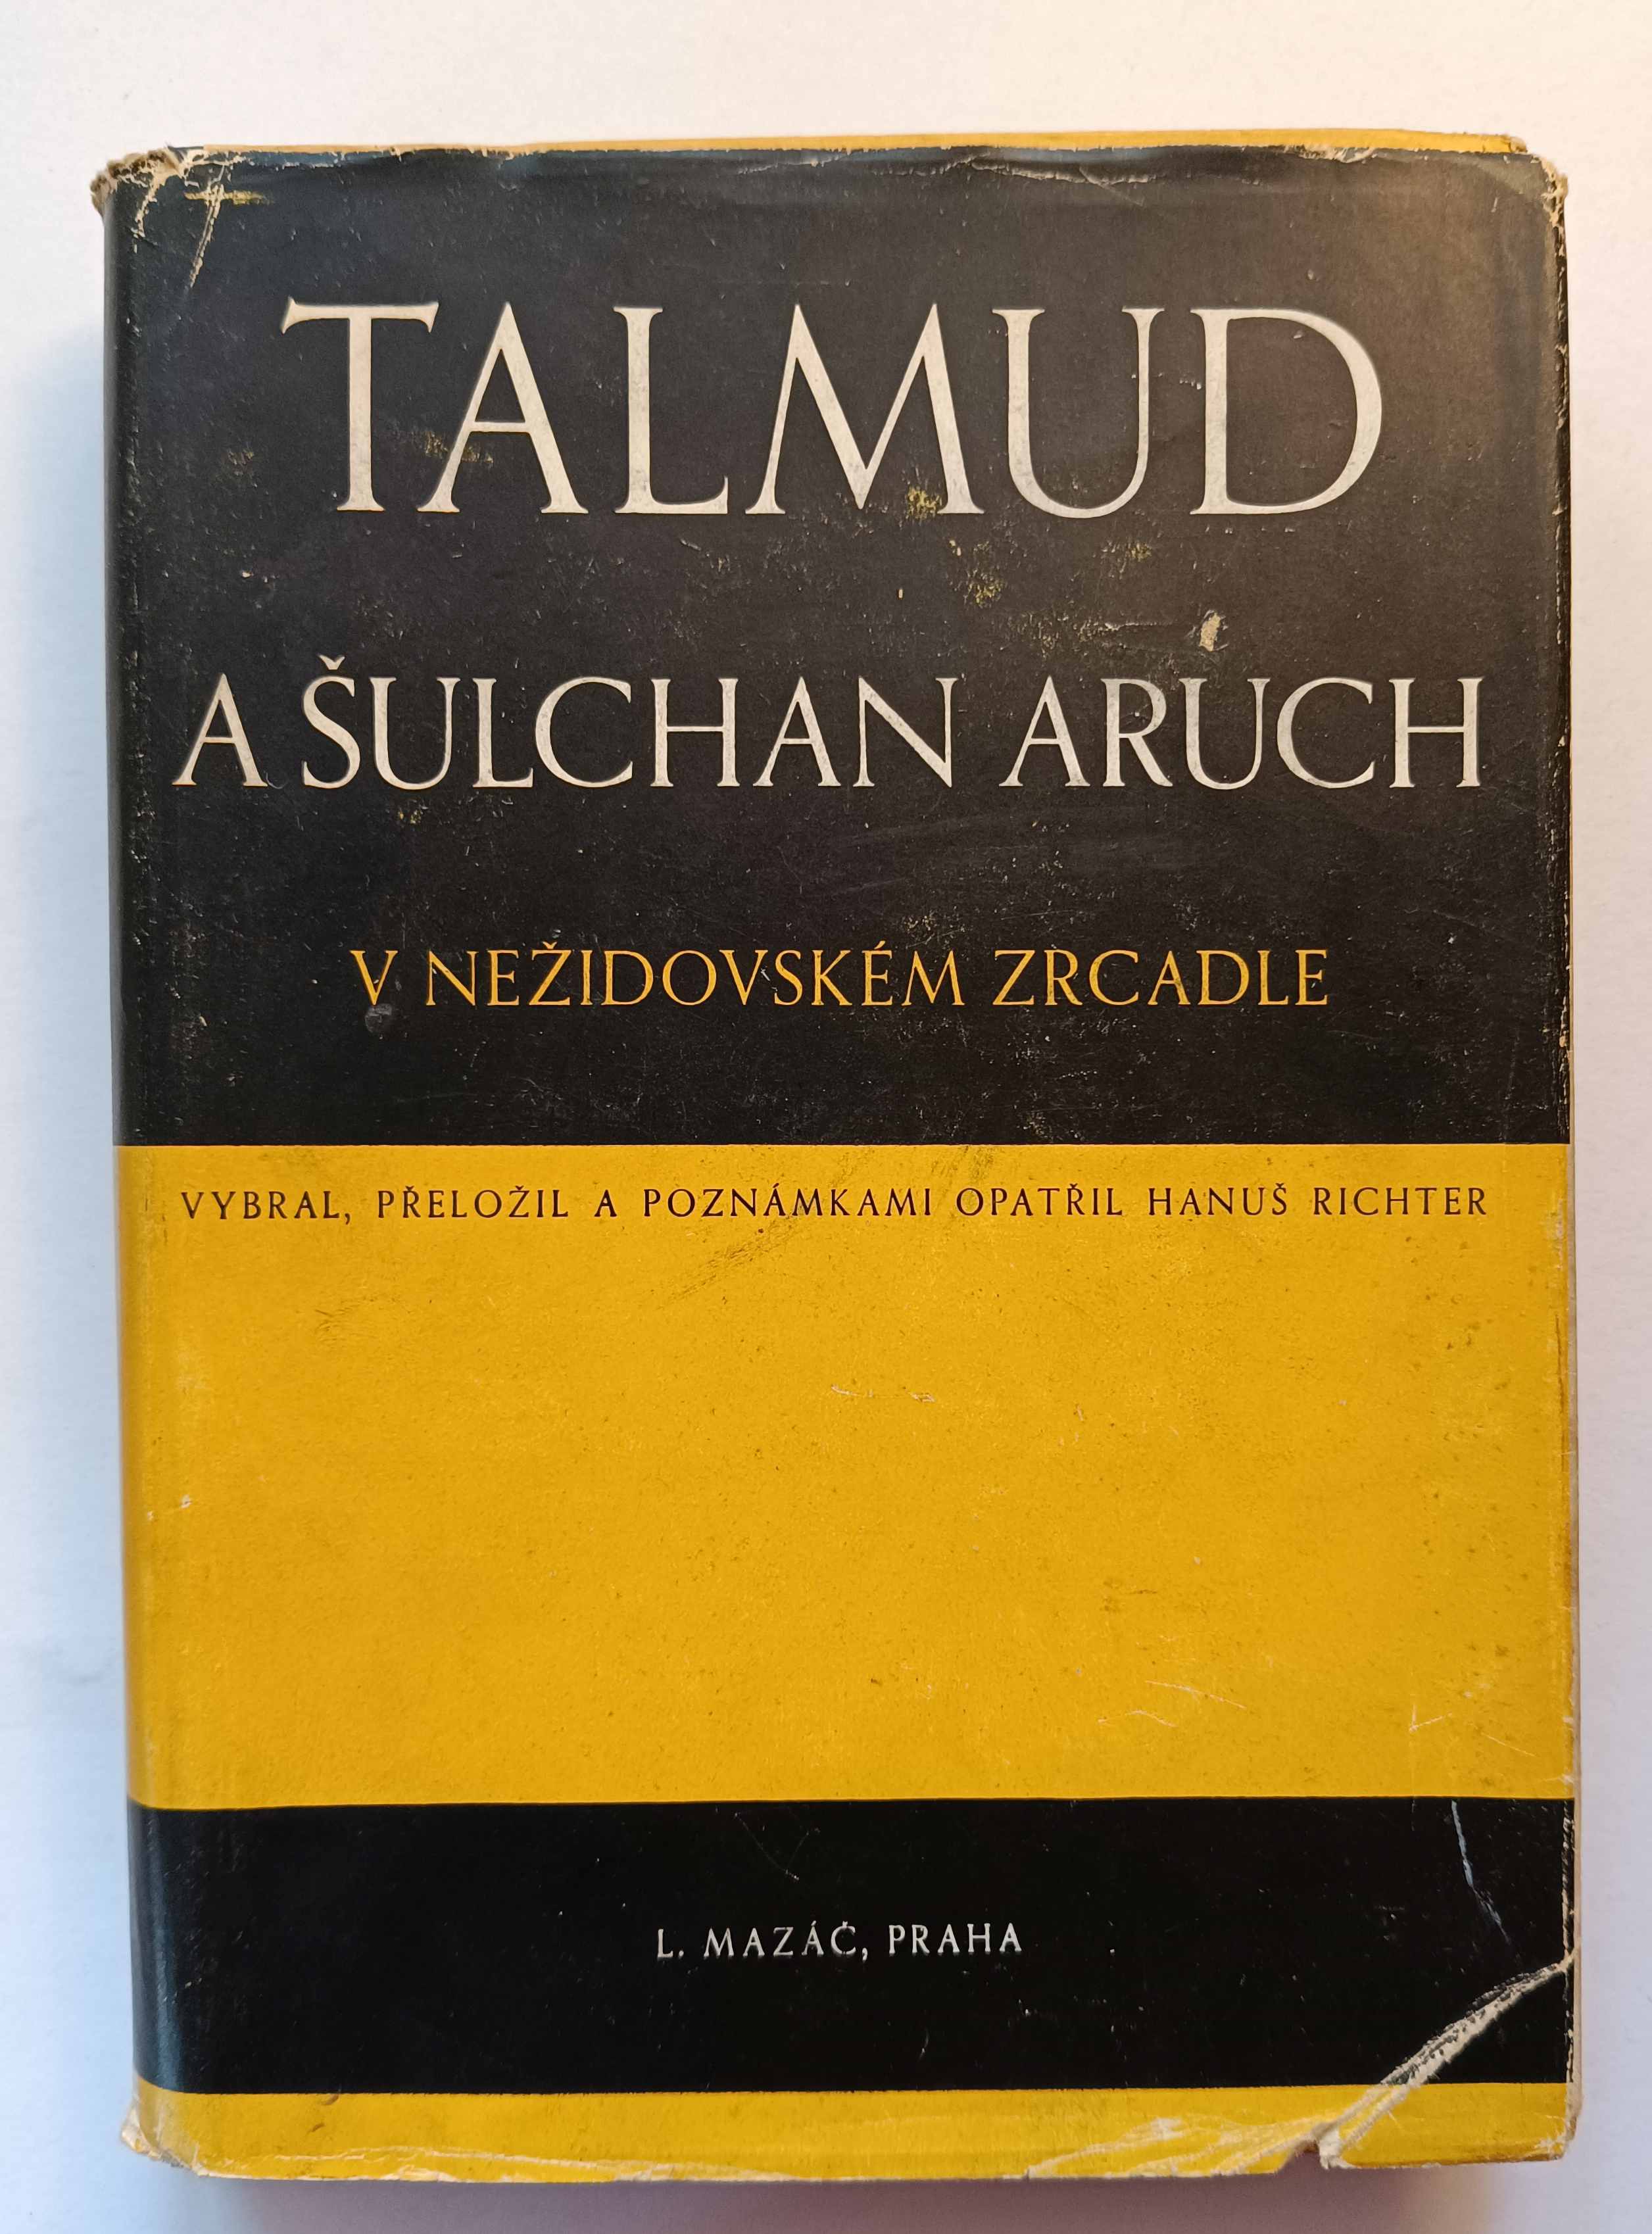 TALMUD
A ŠULCHAN ARUCH
V NEŽIDOVSKÉM ZRCADLE
VYBRAL, PŘELOŽIL A POZNÁMKAMI OPATŘIL HANUŠ RICHTER
L. MAZÁČ, PRAHA